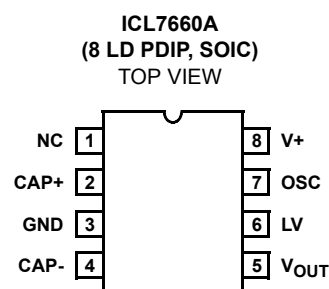 ICL7660A
(8 LD PDIP, SOIC)
TOP VIEW
NC 1 8 V+
CAP+ 2 7 OSC
GND 3 6 LV
CAP- 4 5 VOUT